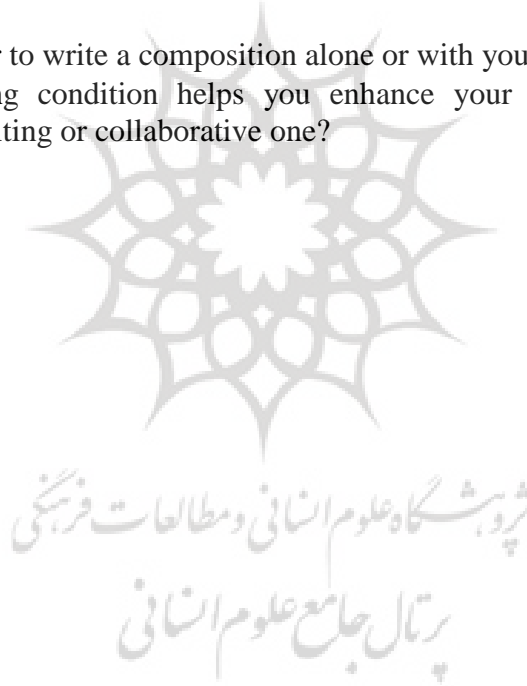 r to write a composition alone or with you
ng condition helps you enhance your
iting or collaborative one?
پژوهشگاه علوم انسانی و مطالعات فرهنگی
پرتال جامع علوم انسانی